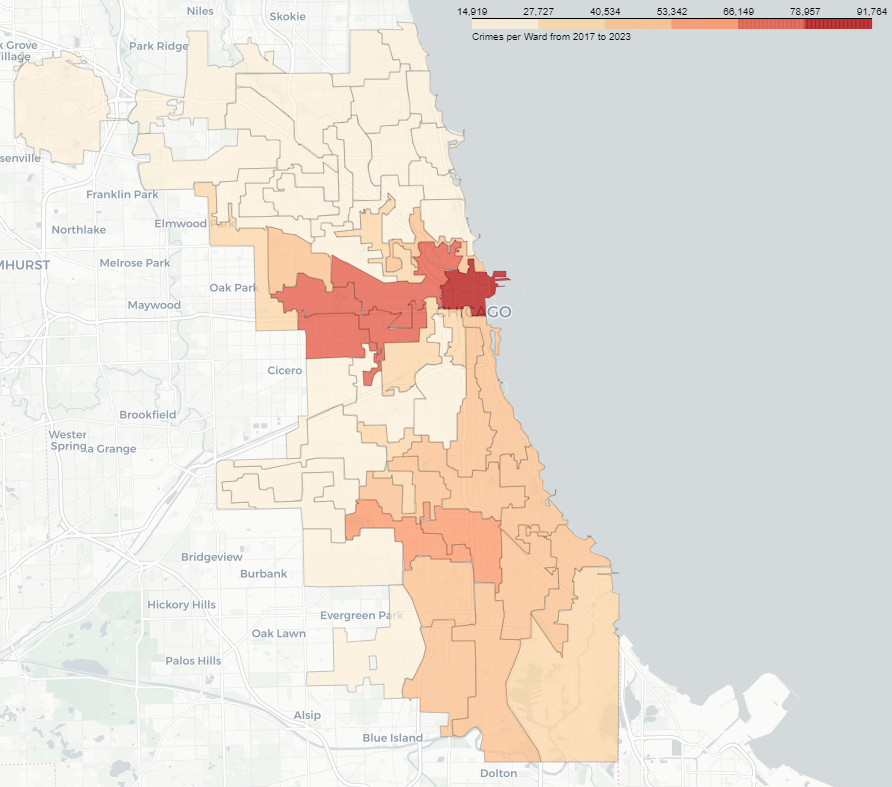 14,919 27,727 40,534 53,342 66,149 78,957 91,764
Crimes per Ward from 2017 to 2023
Niles
Skokie
k Grove
Village
Park Ridge
senville
Franklin Park
Elmwood Park
Northlake
MHURST
Melrose Park
Oak Park
Maywood
CHICAGO
Cicero
Brookfield
Western
Springs
La Grange
Bridgeview
Burbank
Hickory Hills
Evergreen Park
Oak Lawn
Palos Hills
Alsip
Blue Island
Dolton